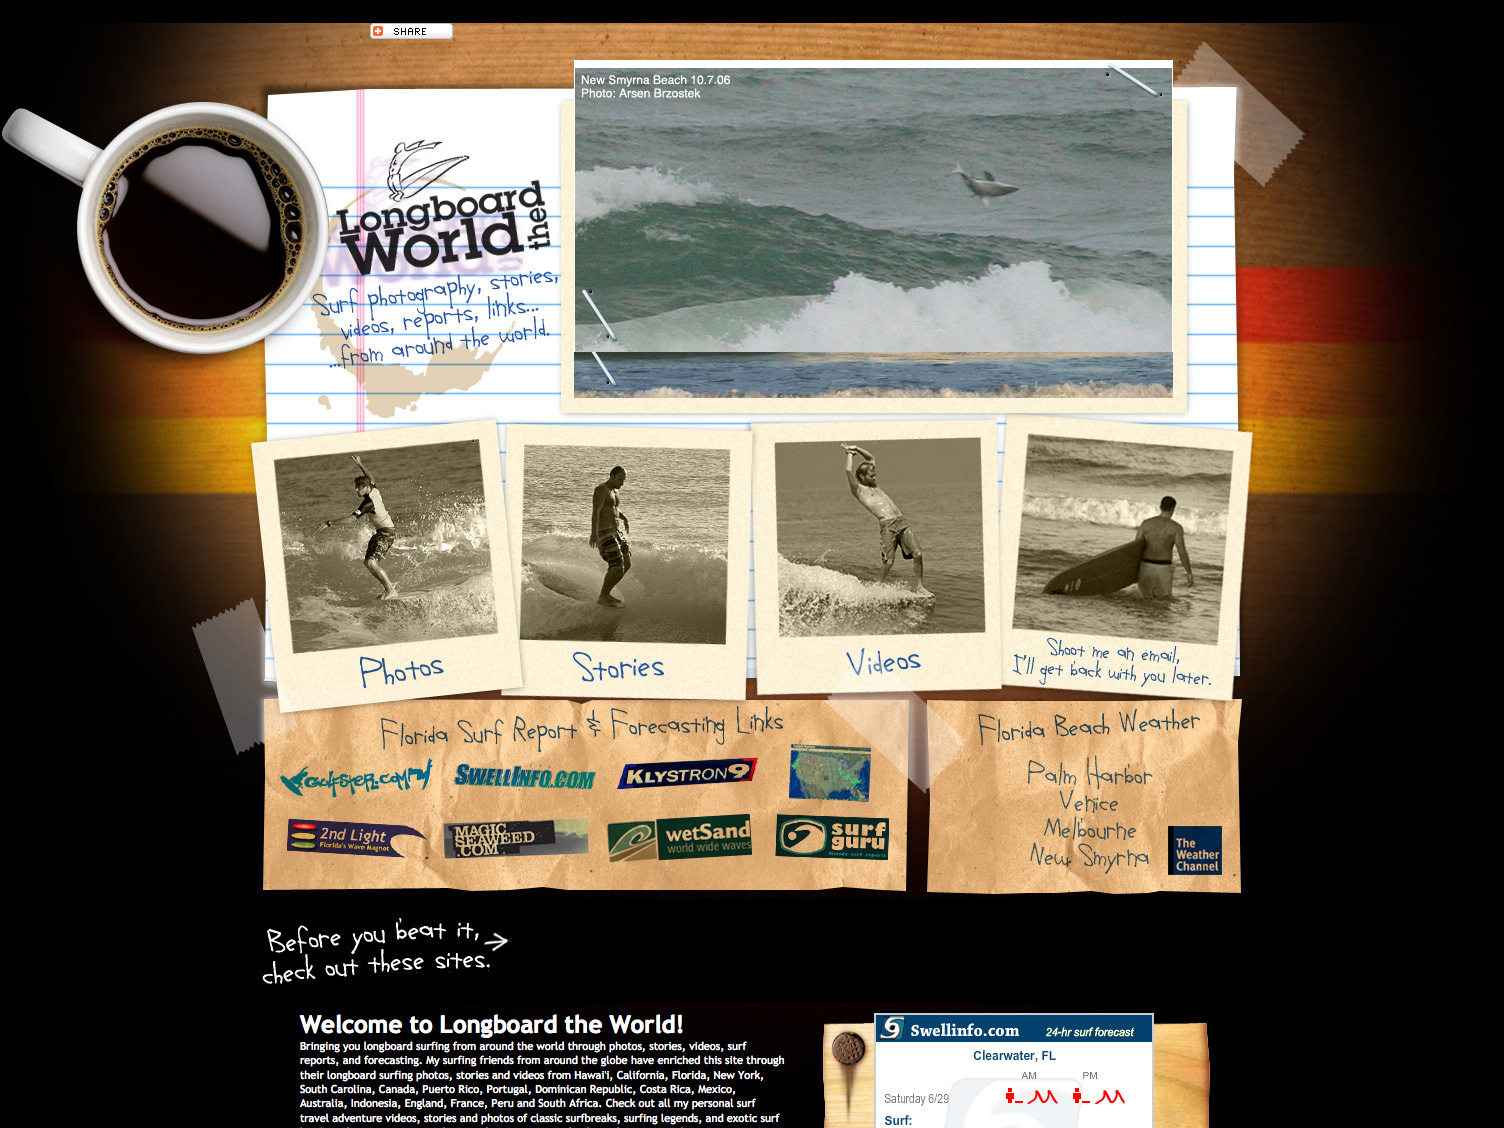 SHARE
New Smyrna Beach 10.7.06
Photo: Arsen Brzostek
Longboard
World the
Surf photography, stories,
videos, reports, links...
...from around the world.
Photos
Stories
Videos
Shoot me an email,
I'll get back with you later.
Florida Surf Report & Forecasting Links
SWELLINFO.COM
KLYSTRON 9
2nd Light
Florida's Wave Magnet
MAGIC
SEAWEED
.COM
wetSand
world wide waves
surf
guru
florida surf reports
Florida Beach Weather
Palm Harbor
Venice
Melbourne
New Smyrna
The
Weather
Channel
Before you beat it,
check out these sites.
Welcome to Longboard the World!
Bringing you longboard surfing from around the world through photos, stories, videos, surf
reports, and forecasting. My surfing friends from around the globe have enriched this site through
their longboard surfing photos, stories and videos from Hawai'i, California, Florida, New York,
South Carolina, Canada, Puerto Rico, Portugal, Dominican Republic, Costa Rica, Mexico,
Australia, Indonesia, England, France, Peru and South Africa. Check out all my personal surf
travel adventure videos, stories and photos of classic surfbreaks, surfing legends, and exotic surf
Swellinfo.com
24-hr surf forecast
Clearwater, FL
AM PM
Saturday 6/29
Surf: